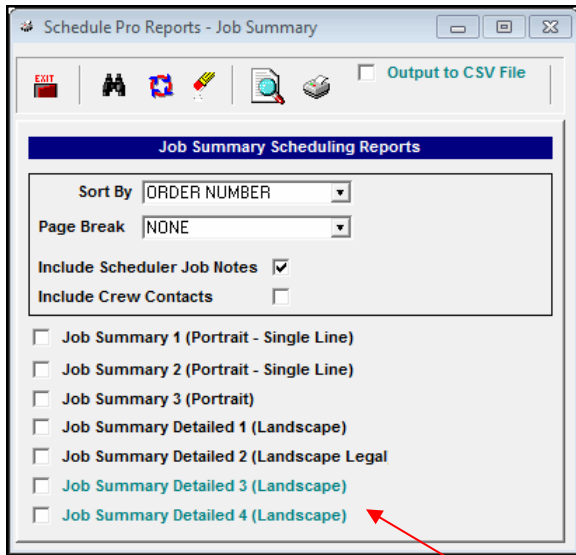 Schedule Pro Reports - Job Summary
EXIT
Output to CSV File
Job Summary Scheduling Reports
Sort By ORDER NUMBER
Page Break NONE
Include Scheduler Job Notes
Include Crew Contacts
Job Summary 1 (Portrait - Single Line)
Job Summary 2 (Portrait - Single Line)
Job Summary 3 (Portrait)
Job Summary Detailed 1 (Landscape)
Job Summary Detailed 2 (Landscape Legal
Job Summary Detailed 3 (Landscape)
Job Summary Detailed 4 (Landscape)